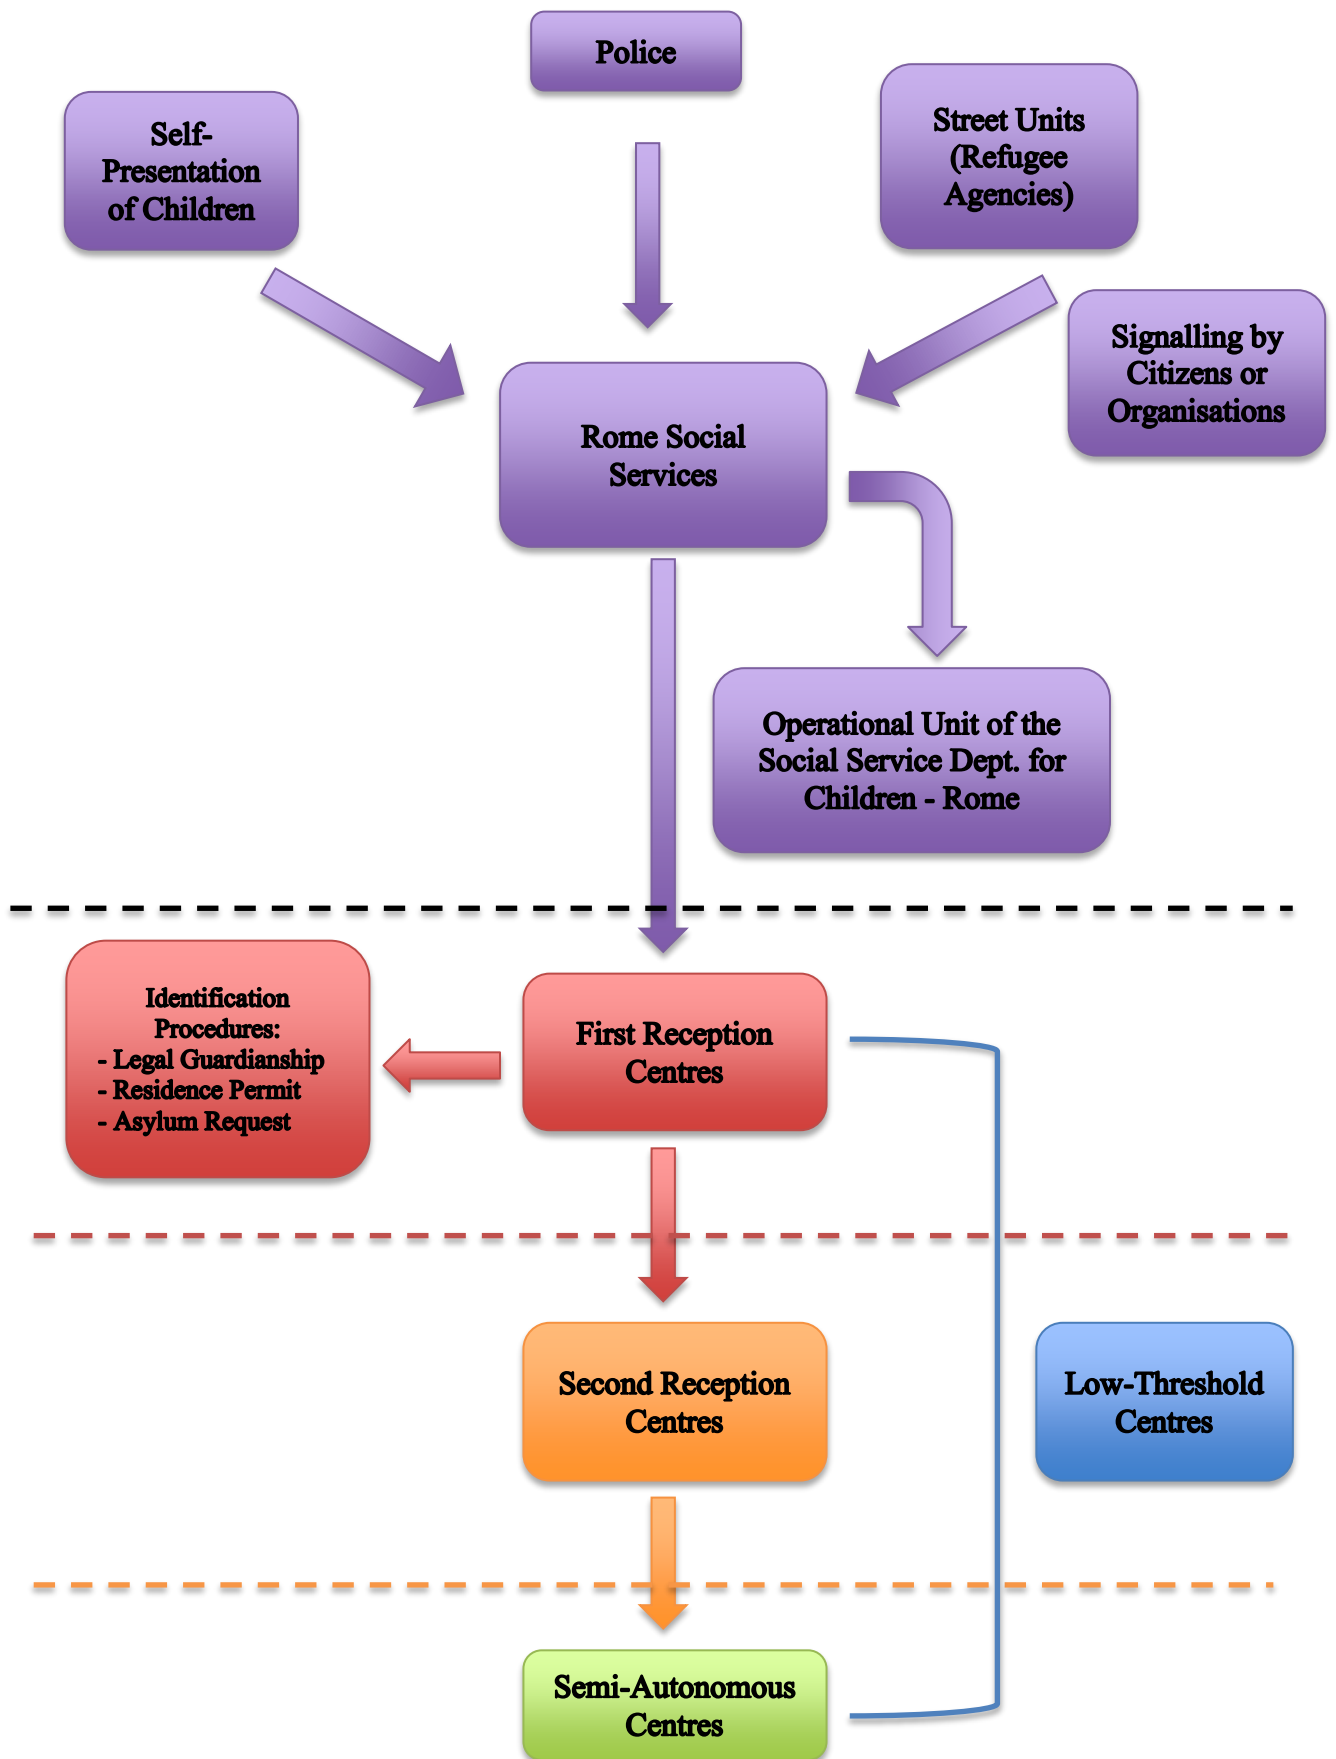 Police
Self-
Presentation
of Children
Street Units
(Refugee
Agencies)
Signalling by
Citizens or
Organisations
Rome Social
Services
Operational Unit of the
Social Service Dept. for
Children - Rome
Identification
Procedures:
- Legal Guardianship
- Residence Permit
- Asylum Request
First Reception
Centres
Second Reception
Centres
Low-Threshold
Centres
Semi-Autonomous
Centres